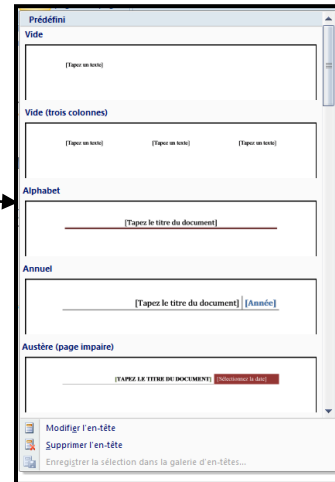 Prédéfini
Vide
[Tapez un texte]
Vide (trois colonnes)
[Tapez un texte] [Tapez un texte] [Tapez un texte]
Alphabet
[Tapez le titre du document]
Annuel
[Tapez le titre du document] [Année]
Austère (page impaire)
[TAPEZ LE TITRE DU DOCUMENT] [Sélectionner la date]
Modifier l'en-tête
Supprimer l'en-tête
Enregistrer la sélection dans la galerie d'en-têtes...